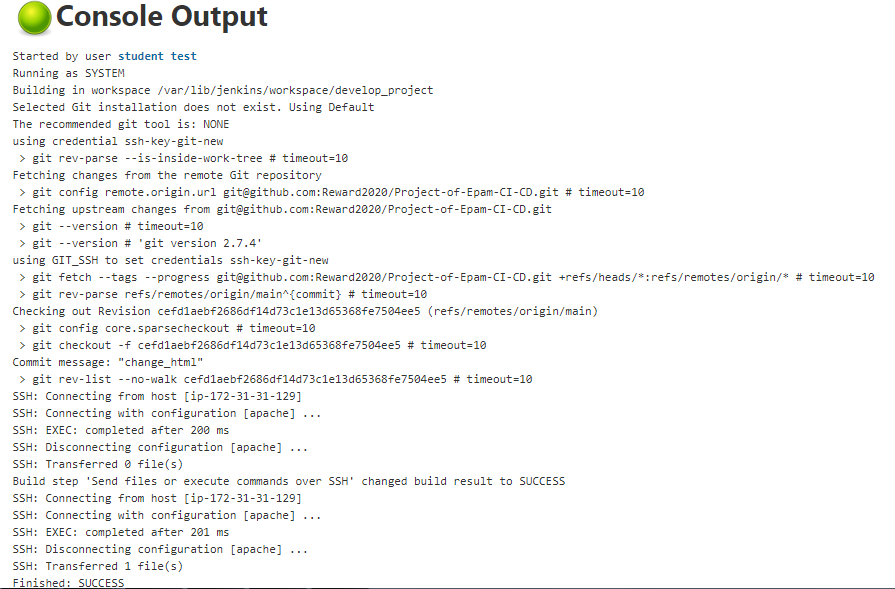 Console Output
Started by user student test
Running as SYSTEM
Building in workspace /var/lib/jenkins/workspace/develop_project
Selected Git installation does not exist. Using Default
The recommended git tool is: NONE
using credential ssh-key-git-new
> git rev-parse --is-inside-work-tree # timeout=10
Fetching changes from the remote Git repository
> git config remote.origin.url git@github.com:Reward2020/Project-of-Epam-CI-CD.git # timeout=10
Fetching upstream changes from git@github.com:Reward2020/Project-of-Epam-CI-CD.git
> git --version # timeout=10
> git --version # 'git version 2.7.4'
using GIT_SSH to set credentials ssh-key-git-new
> git fetch --tags --progress git@github.com:Reward2020/Project-of-Epam-CI-CD.git +refs/heads/*:refs/remotes/origin/* # timeout=10
> git rev-parse refs/remotes/origin/main^{commit} # timeout=10
Checking out Revision cefd1aebf2686df14d73c1e13d65368fe7504ee5 (refs/remotes/origin/main)
> git config core.sparsecheckout # timeout=10
> git checkout -f cefd1aebf2686df14d73c1e13d65368fe7504ee5 # timeout=10
Commit message: "change_html"
> git rev-list --no-walk cefd1aebf2686df14d73c1e13d65368fe7504ee5 # timeout=10
SSH: Connecting from host [ip-172-31-31-129]
SSH: Connecting with configuration [apache] ...
SSH: EXEC: completed after 200 ms
SSH: Disconnecting configuration [apache] ...
SSH: Transferred 0 file(s)
Build step 'Send files or execute commands over SSH' changed build result to SUCCESS
SSH: Connecting from host [ip-172-31-31-129]
SSH: Connecting with configuration [apache] ...
SSH: EXEC: completed after 201 ms
SSH: Disconnecting configuration [apache] ...
SSH: Transferred 1 file(s)
Finished: SUCCESS